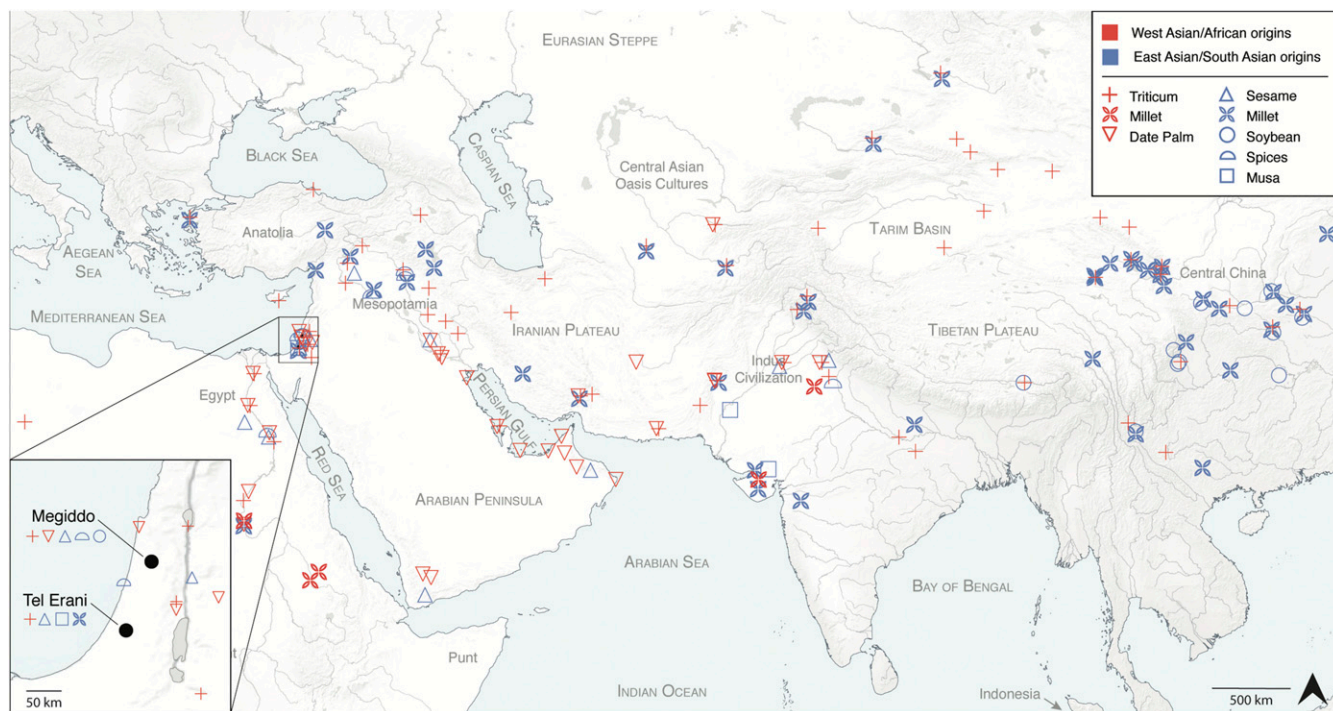 EURASIAN STEPPE
West Asian/African origins
East Asian/South Asian origins
Triticum
Millet
Date Palm
Sesame
Millet
Soybean
Spices
Musa
BLACK SEA
CASPIAN SEA
Central Asian
Oasis Cultures
Anatolia
AEGEAN
SEA
TARIM BASIN
Central China
MEDITERRANEAN SEA
Mesopotamia
IRANIAN PLATEAU
TIBETAN PLATEAU
Indus
Civilization
Egypt
PERSIAN GULF
RED SEA
ARABIAN PENINSULA
ARABIAN SEA
BAY OF BENGAL
Megiddo
Tel Erani
50 km
Punt
INDIAN OCEAN
Indonesia
500 km